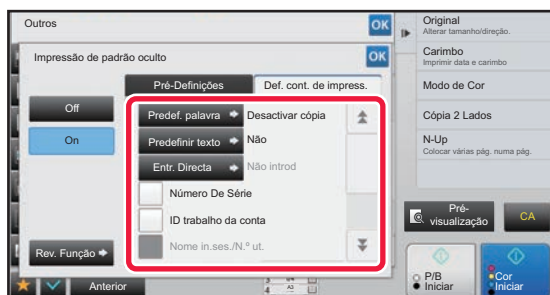 Outros
OK
Impressão de padrão oculto
OK
Pré-Definições
Def. cont. de impress.
Off
On
Predef. palavra
Desactivar cópia
Predefinir texto
Não
Entr. Directa
Não introd
Número De Série
ID trabalho da conta
Nome in.ses./N.º ut.
Rev. Função
Anterior
Original
Alterar tamanho/direção.
Carimbo
Imprimir data e carimbo
Modo de Cor
Cópia 2 Lados
N-Up
Colocar várias pág. numa pág.
Pré-
visualização
CA
P/B
Iniciar
Cor
Iniciar